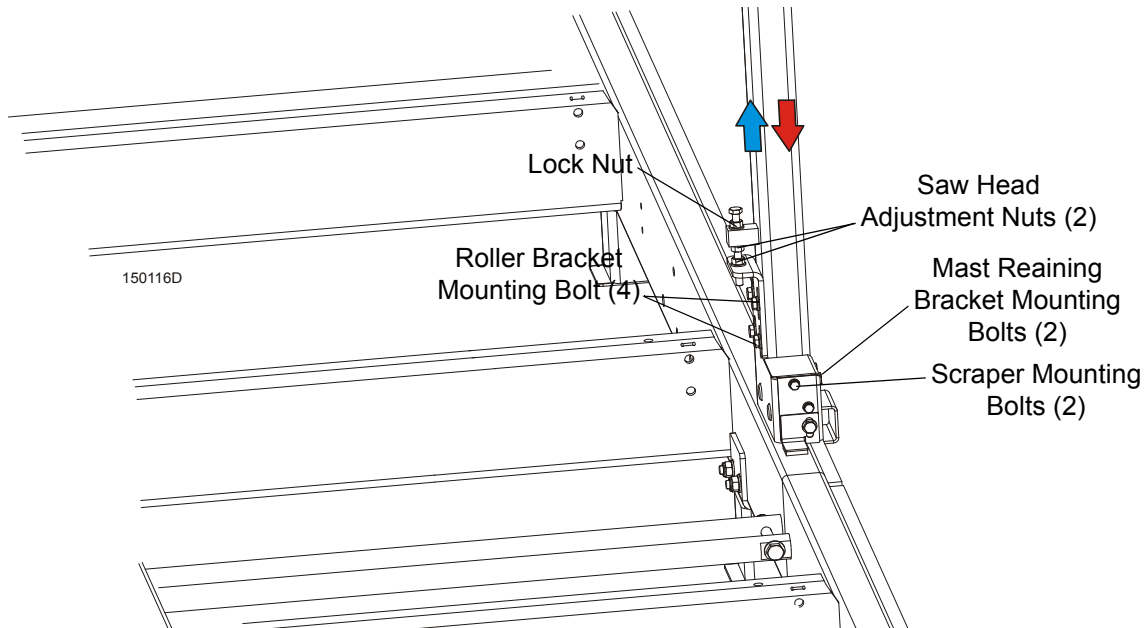 Lock Nut
Saw Head
Adjustment Nuts (2)
Roller Bracket
Mounting Bolt (4)
150116D
Mast Reaining
Bracket Mounting
Bolts (2)
Scraper Mounting
Bolts (2)